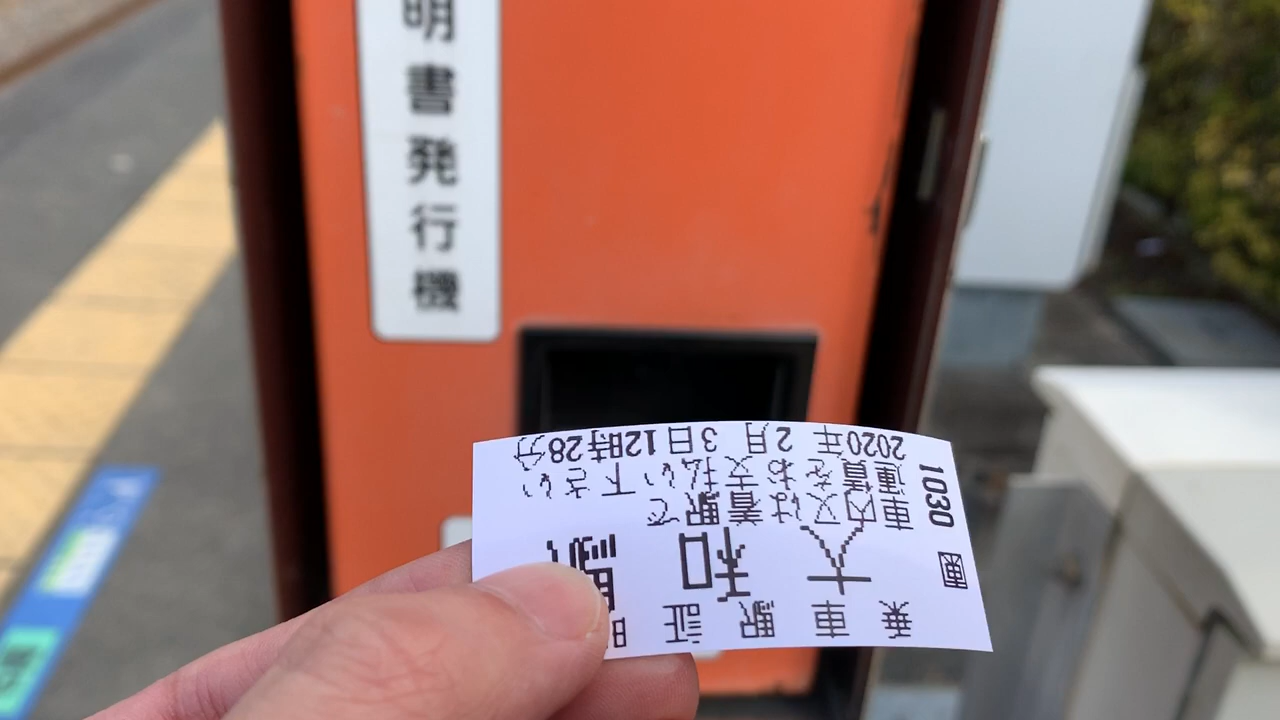 明書発行機
乗車駅証明
大和駅
車内又は着駅で
運賃をお支払い下さい
2020年 2月 3日12時28分
1030